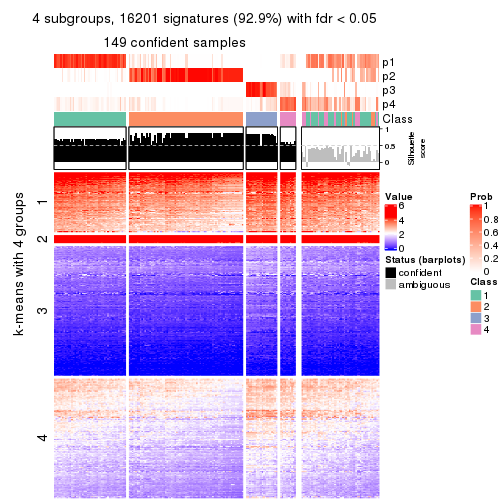 4 subgroups, 16201 signatures (92.9%) with fdr < 0.05
149 confident samples
p1
p2
p3
p4
Class
1
0.5
0
Silhouette
score
k-means with 4 groups
1
2
3
4
Value
6
4
2
0
Status (barplots)
confident
ambiguous
Prob
1
0.8
0.6
0.4
0.2
0
Class
1
2
3
4